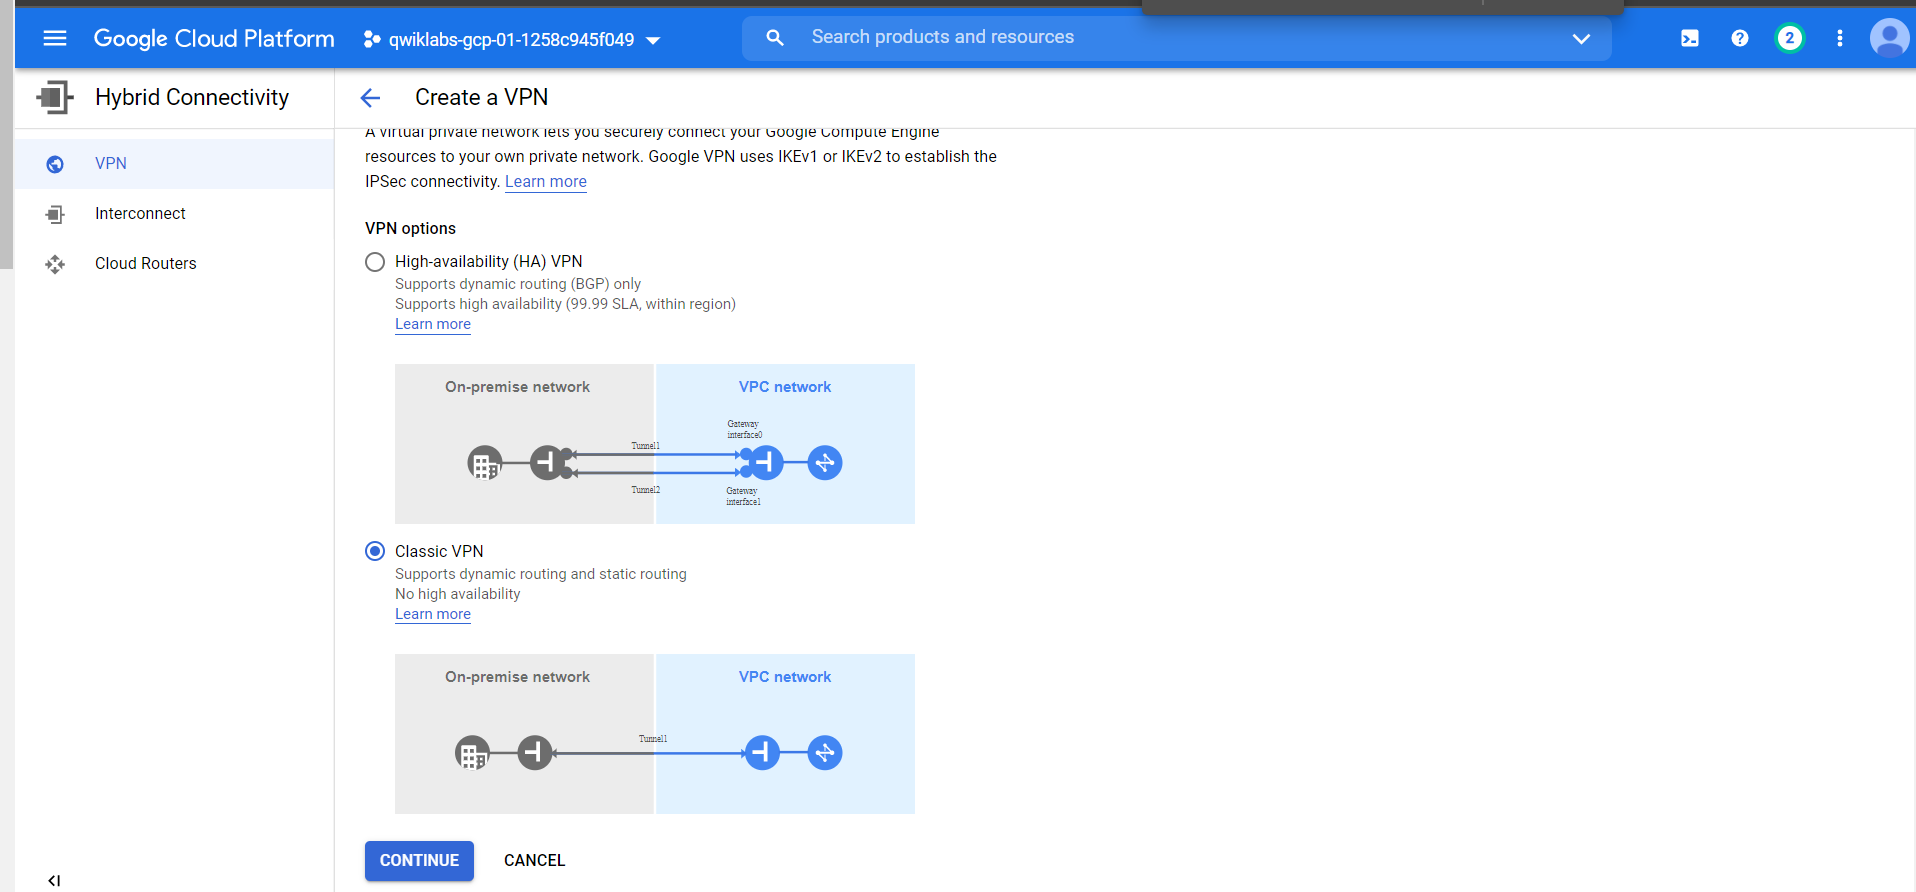 Google Cloud Platform
qwiklabs-gcp-01-1258c945f049
Search products and resources
2
Hybrid Connectivity
Create a VPN
VPN
Interconnect
Cloud Routers
A virtual private network lets you securely connect your Google Compute Engine
resources to your own private network. Google VPN uses IKEv1 or IKEv2 to establish the
IPSec connectivity. Learn more
VPN options
High-availability (HA) VPN
Supports dynamic routing (BGP) only
Supports high availability (99.99 SLA, within region)
Learn more
On-premise network
VPC network
Gateway
interface0
Tunnel1
Tunnel2
Gateway
interface1
Classic VPN
Supports dynamic routing and static routing
No high availability
Learn more
On-premise network
VPC network
Tunnel1
CONTINUE
CANCEL